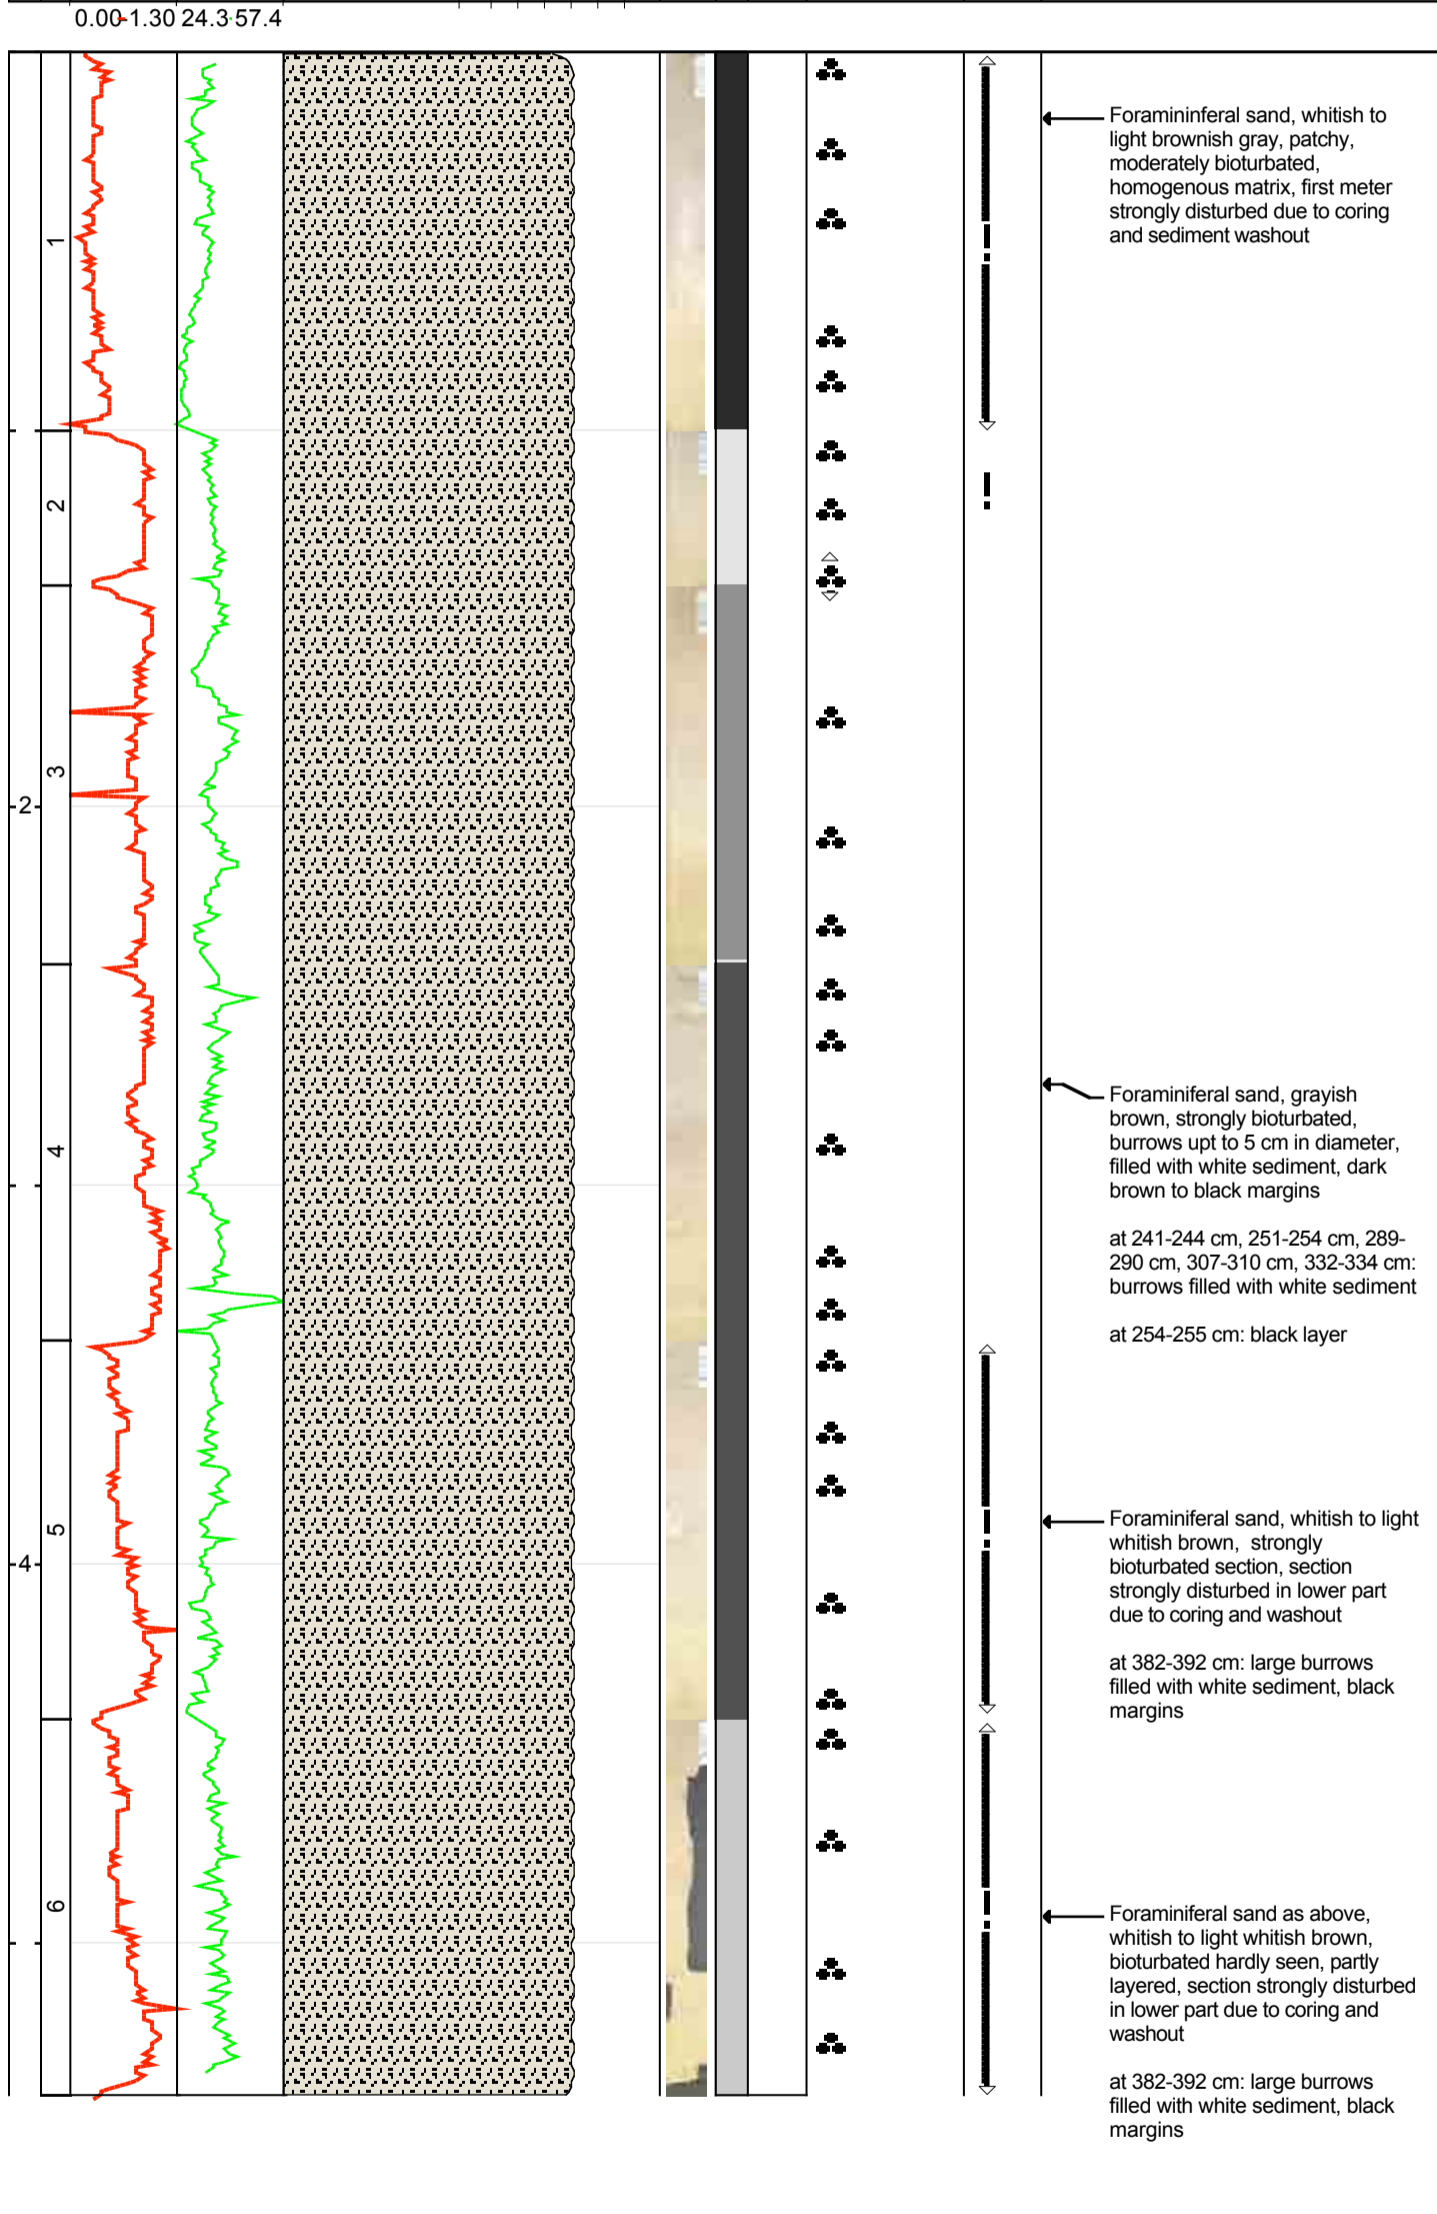 0.00-1.30 24.3-57.4
1
Foramininferal sand, whitish to
light brownish gray, patchy,
moderately bioturbated,
homogenous matrix, first meter
strongly disturbed due to coring
and sediment washout
2
3
-2-
4
Foraminiferal sand, grayish
brown, strongly bioturbated,
burrows upt to 5 cm in diameter,
filled with white sediment, dark
brown to black margins
at 241-244 cm, 251-254 cm, 289-
290 cm, 307-310 cm, 332-334 cm:
burrows filled with white sediment
at 254-255 cm: black layer
5
-4-
Foraminiferal sand, whitish to light
whitish brown, strongly
bioturbated section, section
strongly disturbed in lower part
due to coring and washout
at 382-392 cm: large burrows
filled with white sediment, black
margins
6
Foraminiferal sand as above,
whitish to light whitish brown,
bioturbated hardly seen, partly
layered, section strongly disturbed
in lower part due to coring and
washout
at 382-392 cm: large burrows
filled with white sediment, black
margins